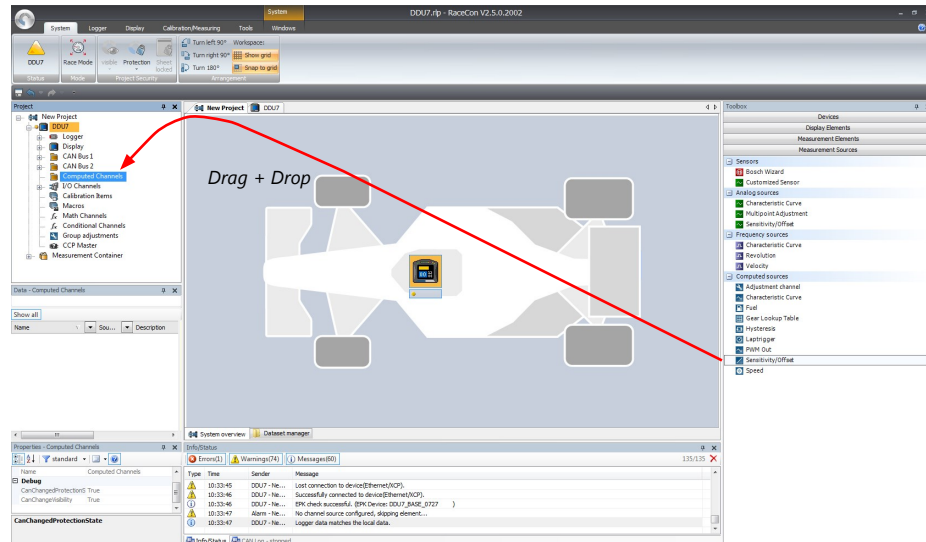 System
DDU7.rlp - RaceCon V2.5.0.2002
System Logger Display Calibration/Measuring Tools Windows
Turn left 90° Workspace:
Turn right 90° Show grid
Turn 180° Snap to grid
DDU7 Race Mode visible Protection Sheet locked
Status Mode Project Security Arrangement
Project
New Project
DDU7
Logger
Display
CAN Bus 1
CAN Bus 2
Computed Channels
I/O Channels
Calibration Items
Macros
Math Channels
Conditional Channels
Group adjustments
CCP Master
Measurement Container
Data - Computed Channels
Show all
Name Sou... Description
Properties - Computed Channels
standard
Name Computed Channels
Debug
CanChangedProtectionS True
CanChangeVisibility True
CanChangedProtectionState
New Project DDU7
Drag + Drop
System overview Dataset manager
Info/Status
Errors(1) Warnings(74) Messages(60) 135/135
Type Time Sender Message
10:33:45 DDU7 - Ne... Lost connection to device(Ethernet/XCP).
10:33:46 DDU7 - Ne... Successfully connected to device(Ethernet/XCP).
10:33:46 DDU7 - Ne... EPK check successful. (EPK Device: DDU7_BASE_0727 )
10:33:47 Alarm - Ne... No channel source configured, skipping element...
10:33:47 DDU7 - Ne... Logger data matches the local data.
Info/Status CAN Log - stopped
Toolbox
Devices
Display Elements
Measurement Elements
Measurement Sources
Sensors
Bosch Wizard
Customized Sensor
Analog sources
Characteristic Curve
Multipoint Adjustment
Sensitivity/Offset
Frequency sources
Characteristic Curve
Revolution
Velocity
Computed sources
Adjustment channel
Characteristic Curve
Fuel
Gear Lookup Table
Hysteresis
Laptrigger
PWM Out
Sensitivity/Offset
Speed